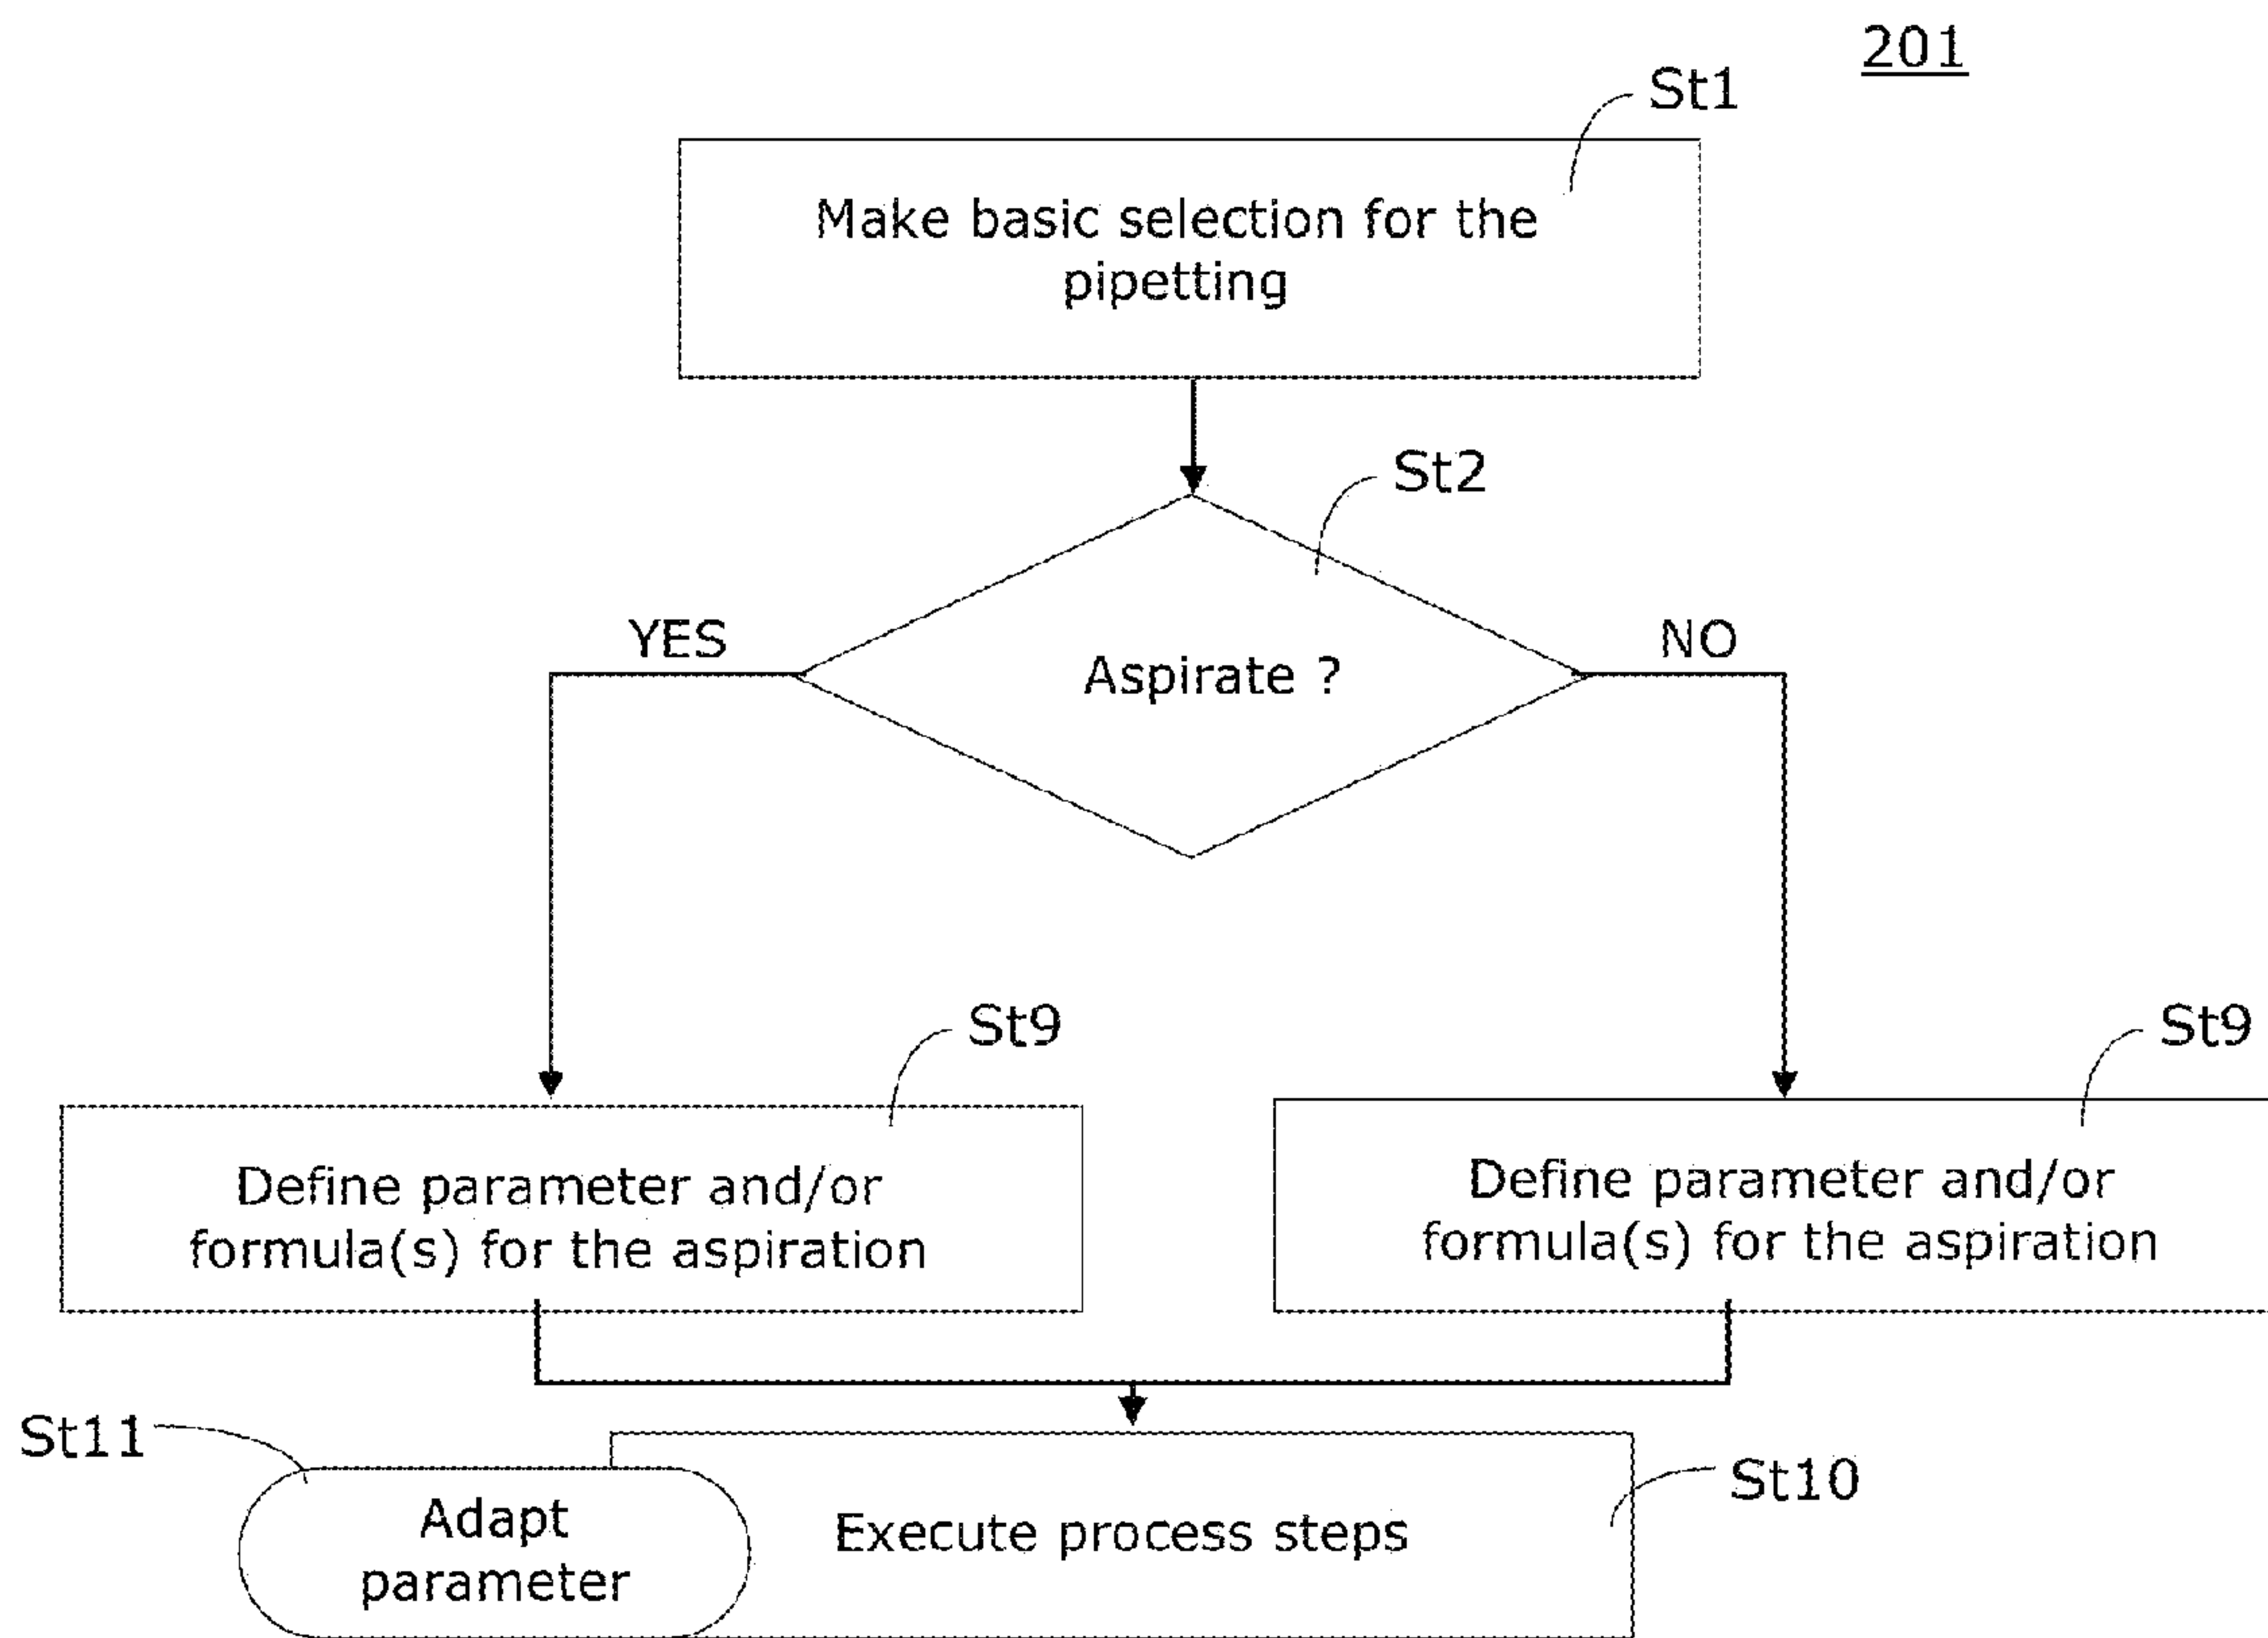 201
St1
Make basic selection for the
pipetting
St2
YES
NO
Aspirate ?
St9
St9
Define parameter and/or
formula(s) for the aspiration
Define parameter and/or
formula(s) for the aspiration
St11
St10
Adapt
parameter
Execute process steps